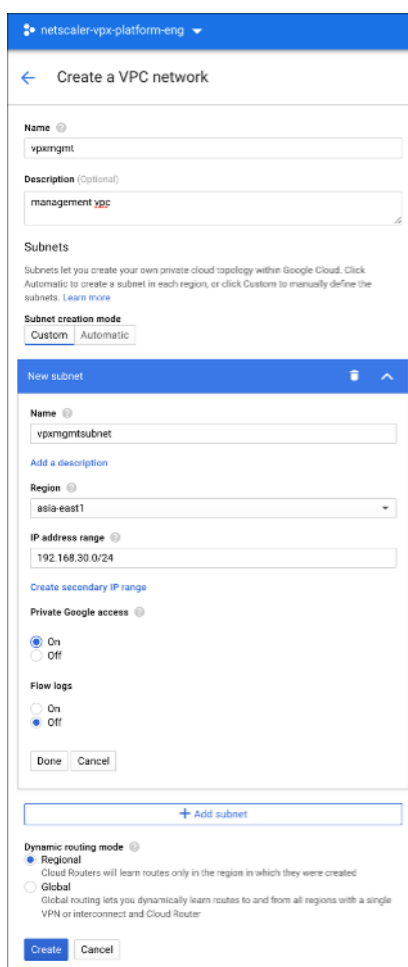 netscaler-vpx-platform-eng
Create a VPC network
Name
vpxmgmt
Description (Optional)
management vpc
Subnets
Subnets let you create your own private cloud topology within Google Cloud. Click
Automatic to create a subnet in each region, or click Custom to manually define the
subnets. Learn more
Subnet creation mode
Custom Automatic
New subnet
Name
vpxmgmtsubnet
Add a description
Region
asia-east1
IP address range
192.168.30.0/24
Create secondary IP range
Private Google access
On
Off
Flow logs
On
Off
Done Cancel
+ Add subnet
Dynamic routing mode
Regional
Cloud Routers will learn routes only in the region in which they were created
Global
Global routing lets you dynamically learn routes to and from all regions with a single
VPN or interconnect and Cloud Router
Create Cancel